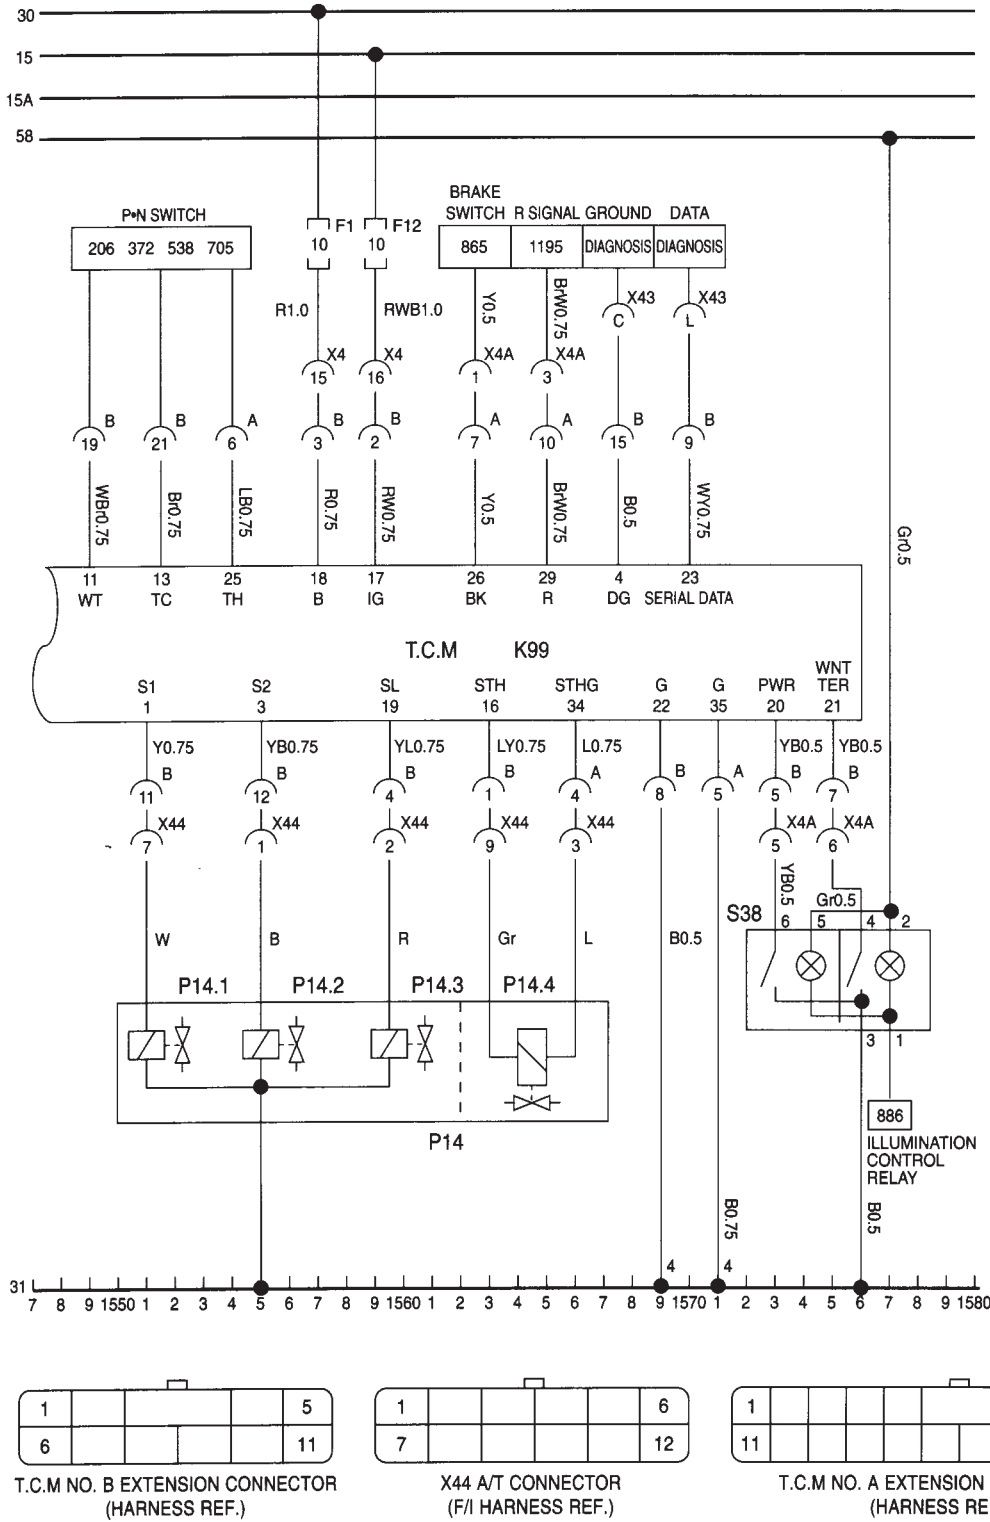 30
15
15A
58
BRAKE
P•N SWITCH SWITCH R SIGNAL GROUND DATA
F1 F12
206 372 538 705 10 10 865 1195 DIAGNOSIS DIAGNOSIS
R1.0 RWB1.0 Y0.5 BrW0.75 X43 X43
C L
X4 X4 X4A X4A
15 16 1 3
B B A B B A A B B
19 21 6 3 2 7 10 15 9
WBr0.75 Br0.75 LB0.75 R0.75 RW0.75 Y0.5 BrW0.75 B0.5 WY0.75 Gr0.5
11 13 25 18 17 26 29 4 23
WT TC TH B IG BK R DG SERIAL DATA
T.C.M K99
WNT
S1 S2 SL STH STHG G G PWR TER
1 3 19 16 34 22 35 20 21
Y0.75 YB0.75 YL0.75 LY0.75 L0.75 YB0.5 YB0.5
B B B B A B A B B
11 12 4 1 4 8 5 5 7
X44 X44 X44 X44 X44 X4A X4A
7 1 2 9 3 5 6
YB0.5 Gr0.5
S38 6 5 4 2
W B R Gr L B0.5
P14.1 P14.2 P14.3 P14.4
3 1
P14
886
ILLUMINATION
CONTROL
RELAY
B0.75 B0.5
4 4
31
7 8 9 1550 1 2 3 4 5 6 7 8 9 1560 1 2 3 4 5 6 7 8 9 1570 1 2 3 4 5 6 7 8 9 1580
1 5
6 11
T.C.M NO. B EXTENSION CONNECTOR
(HARNESS REF.)
1 6
7 12
X44 A/T CONNECTOR
(F/I HARNESS REF.)
1
11
T.C.M NO. A EXTENSION
(HARNESS RE